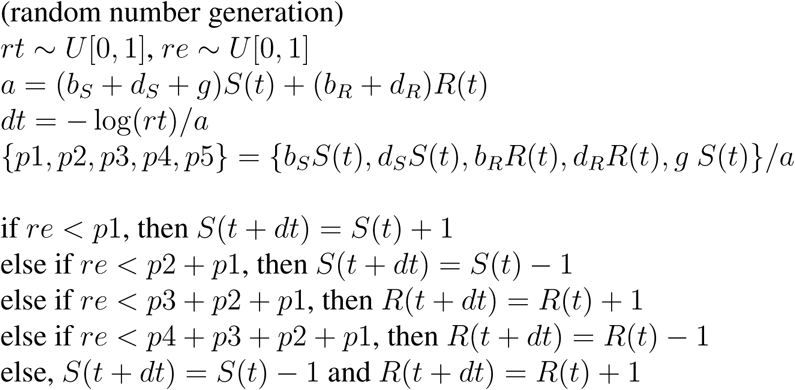 (random number generation)
rt ∼ U[0, 1], re ∼ U[0, 1]
a = (b_S + d_S + g)S(t) + (b_R + d_R)R(t)
dt = − log(rt)/a
{p1, p2, p3, p4, p5} = {b_S S(t), d_S S(t), b_R R(t), d_R R(t), g S(t)}/a
if re < p1, then S(t + dt) = S(t) + 1
else if re < p2 + p1, then S(t + dt) = S(t) − 1
else if re < p3 + p2 + p1, then R(t + dt) = R(t) + 1
else if re < p4 + p3 + p2 + p1, then R(t + dt) = R(t) − 1
else, S(t + dt) = S(t) − 1 and R(t + dt) = R(t) + 1